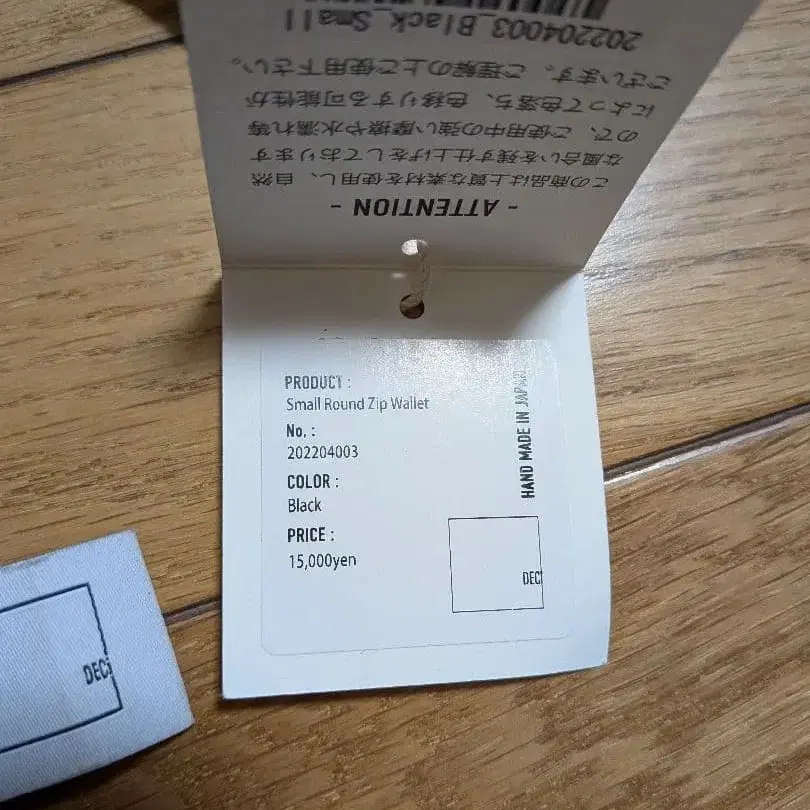 - ATTENTION -
この商品は上質な素材を使用し、自然
な風合いを残す仕上げをしております
ので、ご使用中の強い摩擦や水濡れ等
によって色落ち、色移りする可能性が
ございます。ご理解の上ご使用下さい。
202204003_Black_Small
PRODUCT :
Small Round Zip Wallet
No. :
202204003
COLOR :
Black
PRICE :
15,000yen
HAND MADE IN JAPAN
DEC
DEC